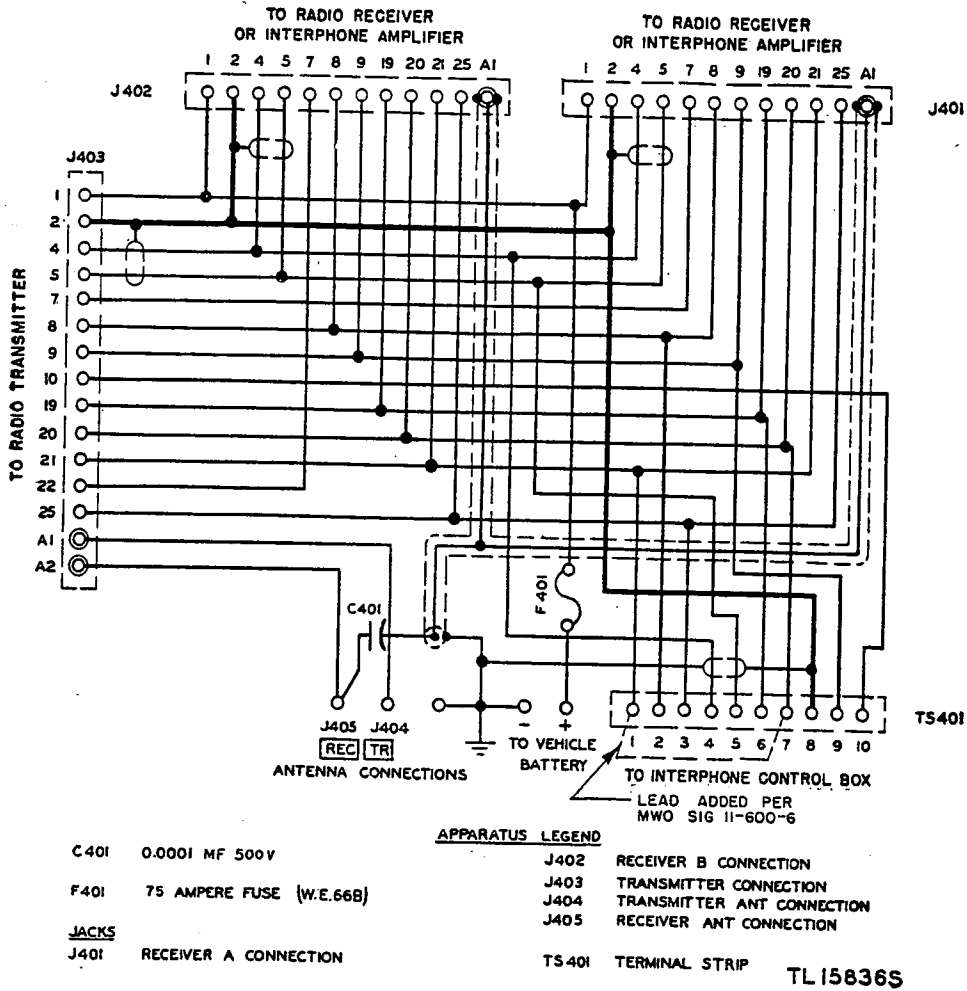 TO RADIO RECEIVER
OR INTERPHONE AMPLIFIER
TO RADIO RECEIVER
OR INTERPHONE AMPLIFIER
1 2 4 5 7 8 9 19 20 21 25 A1
1 2 4 5 7 8 9 19 20 21 25 A1
J402
J401
J403
1
2
4
5
7
8
9
10
19
20
21
22
25
A1
A2
TO RADIO TRANSMITTER
C401
F401
J405 J404
REC TR
ANTENNA CONNECTIONS
- +
TO VEHICLE
BATTERY
TS401
1 2 3 4 5 6 7 8 9 10
TO INTERPHONE CONTROL BOX
LEAD ADDED PER
MWO SIG 11-600-6
APPARATUS LEGEND
C401 0.0001 MF 500V
F401 75 AMPERE FUSE (W.E.66B)
JACKS
J401 RECEIVER A CONNECTION
J402 RECEIVER B CONNECTION
J403 TRANSMITTER CONNECTION
J404 TRANSMITTER ANT CONNECTION
J405 RECEIVER ANT CONNECTION
TS401 TERMINAL STRIP
TL15836S